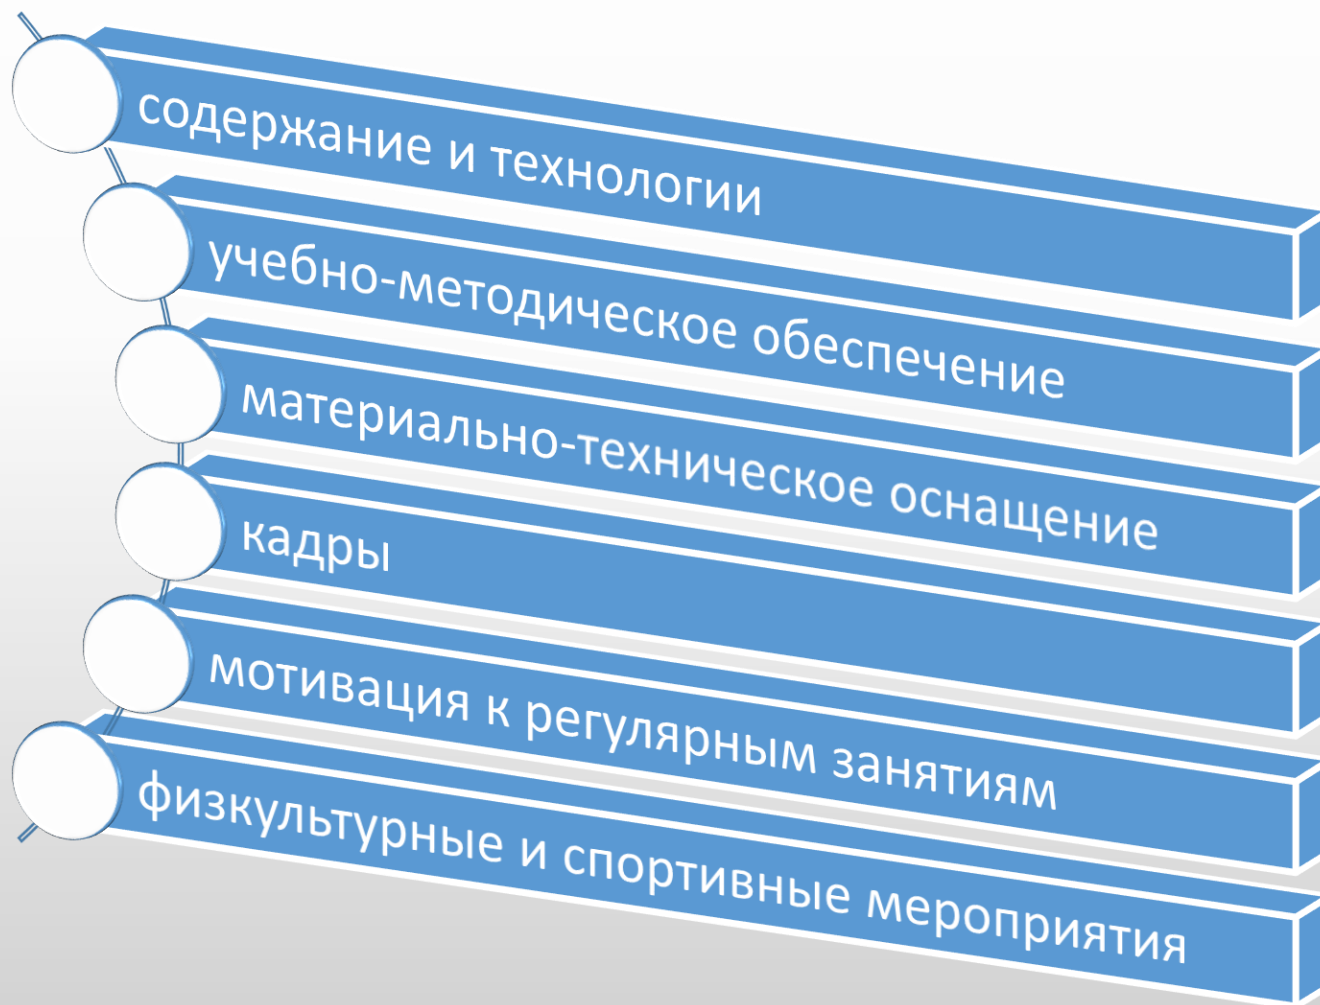 содержание и технологии
учебно-методическое обеспечение
материально-техническое оснащение
кадры
мотивация к регулярным занятиям
физкультурные и спортивные мероприятия